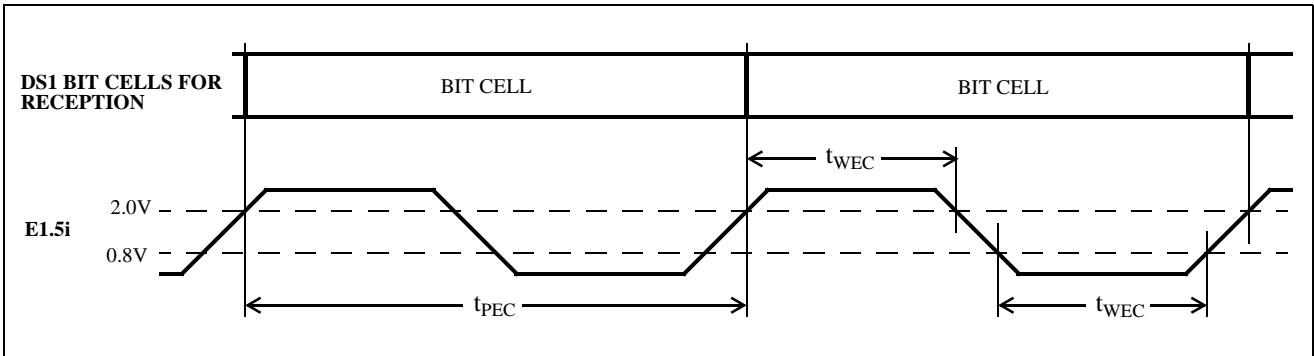 DS1 BIT CELLS FOR
RECEPTION
BIT CELL
BIT CELL
tWEC
2.0V
E1.5i
0.8V
tPEC
tWEC